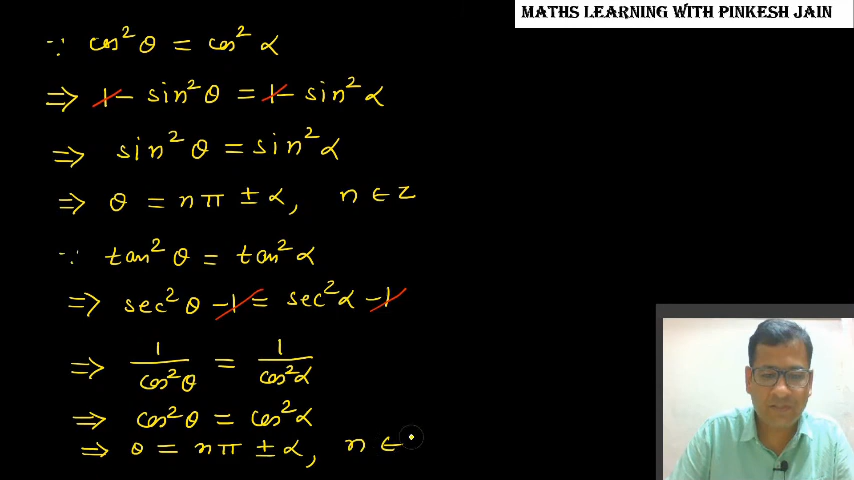 MATHS LEARNING WITH PINKESH JAIN
∵ cos²θ = cos²α
⇒ 1 - sin²θ = 1 - sin²α
⇒ sin²θ = sin²α
⇒ θ = nπ ± α, n ∈ Z
∵ tan²θ = tan²α
⇒ sec²θ - 1 = sec²α - 1
⇒ 1/cos²θ = 1/cos²α
⇒ cos²θ = cos²α
⇒ θ = nπ ± α, n ∈